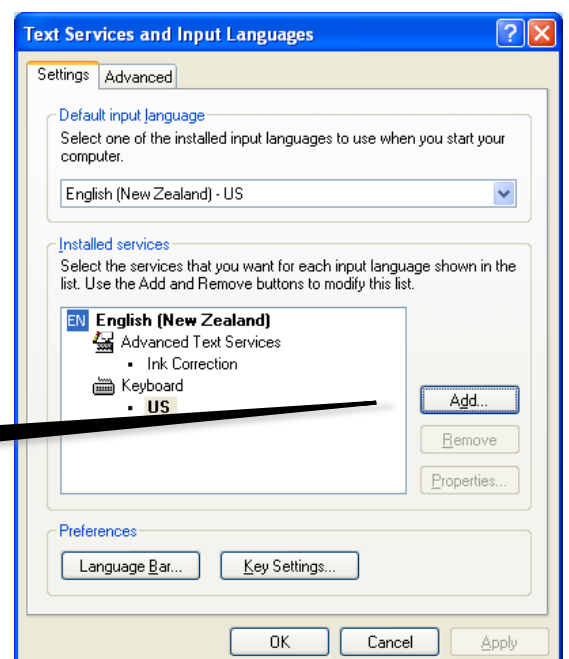 Text Services and Input Languages
Settings Advanced
Default input language
Select one of the installed input languages to use when you start your
computer.
English (New Zealand) - US
Installed services
Select the services that you want for each input language shown in the
list. Use the Add and Remove buttons to modify this list.
EN English (New Zealand)
Advanced Text Services
• Ink Correction
Keyboard
• US
Add...
Remove
Properties...
Preferences
Language Bar... Key Settings...
OK Cancel Apply